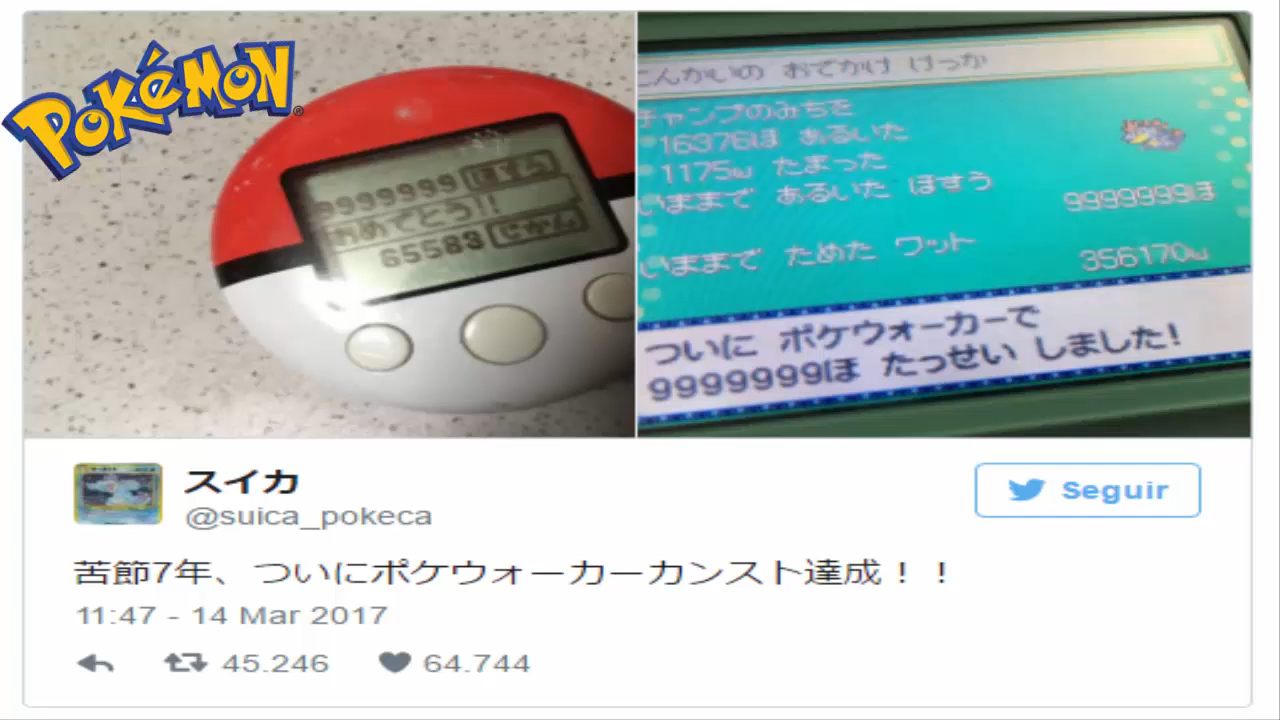 Pokémon
999999 ほすう
おめでとう!!
65583 じかん
こんかいの おでかけ けっか
チャンプのみちを
16376ほ あるいた
1175w たまった
いままで あるいた ほすう
9999999ほ
いままで ためた ワット
356170w
ついに ポケウォーカーで
9999999ほ たっせい しました!
スイカ
@suica_pokeca
Seguir
苦節7年、ついにポケウォーカーカンスト達成！！
11:47 - 14 Mar 2017
45.246
64.744